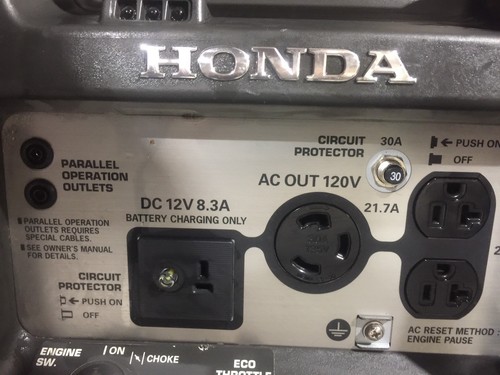 HONDA
CIRCUIT PROTECTOR 30A
30
← PUSH ON
OFF
PARALLEL
OPERATION
OUTLETS
AC OUT 120V
DC 12V 8.3A
BATTERY CHARGING ONLY
21.7A
PARALLEL OPERATION
OUTLETS REQUIRES
SPECIAL CABLES.
SEE OWNER'S MANUAL
FOR DETAILS.
CIRCUIT
PROTECTOR
← PUSH ON
OFF
AC RESET METHOD :
ENGINE PAUSE
ENGINE
SW.
ON
CHOKE
ECO
THROTTLE